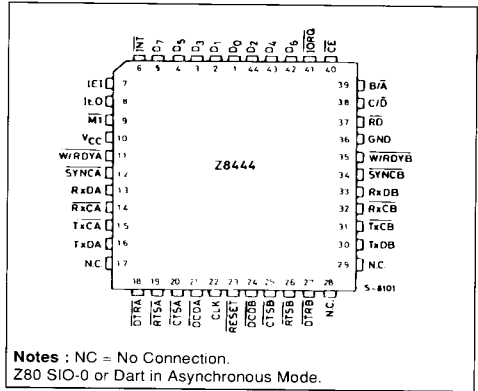 INT D7 D5 D3 D1 D0 D2 D4 D6 IORQ CE
6 5 4 3 2 1 44 43 42 41 40
IEI 7
IEO 8
M1 9
VCC 10
W/RDYA 11
SYNCA 12
RxDA 13
RxCA 14
TxCA 15
TxDA 16
N.C. 17
Z8444
39 B/A
38 C/D
37 RD
36 GND
35 W/RDYB
34 SYNCB
33 RxDB
32 RxCB
31 TxCB
30 TxDB
29 N.C.
18 19 20 21 22 23 24 25 26 27 28
DTRA RTSA CTSA DCDA CLK RESET DCDB CTSB RTSB DTRB N.C.
S-8101
Notes : NC = No Connection.
Z80 SIO-0 or Dart in Asynchronous Mode.